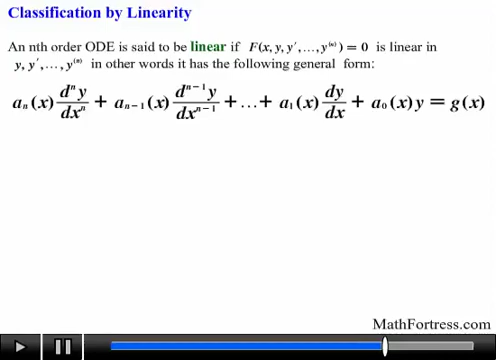 Classification by Linearity
An nth order ODE is said to be linear if F(x, y, y′, …, y⁽ⁿ⁾) = 0 is linear in
y, y′, …, y⁽ⁿ⁾ in other words it has the following general form:
aₙ(x) dⁿy/dxⁿ + aₙ₋₁(x) dⁿ⁻¹y/dxⁿ⁻¹ + … + a₁(x) dy/dx + a₀(x)y = g(x)
MathFortress.com